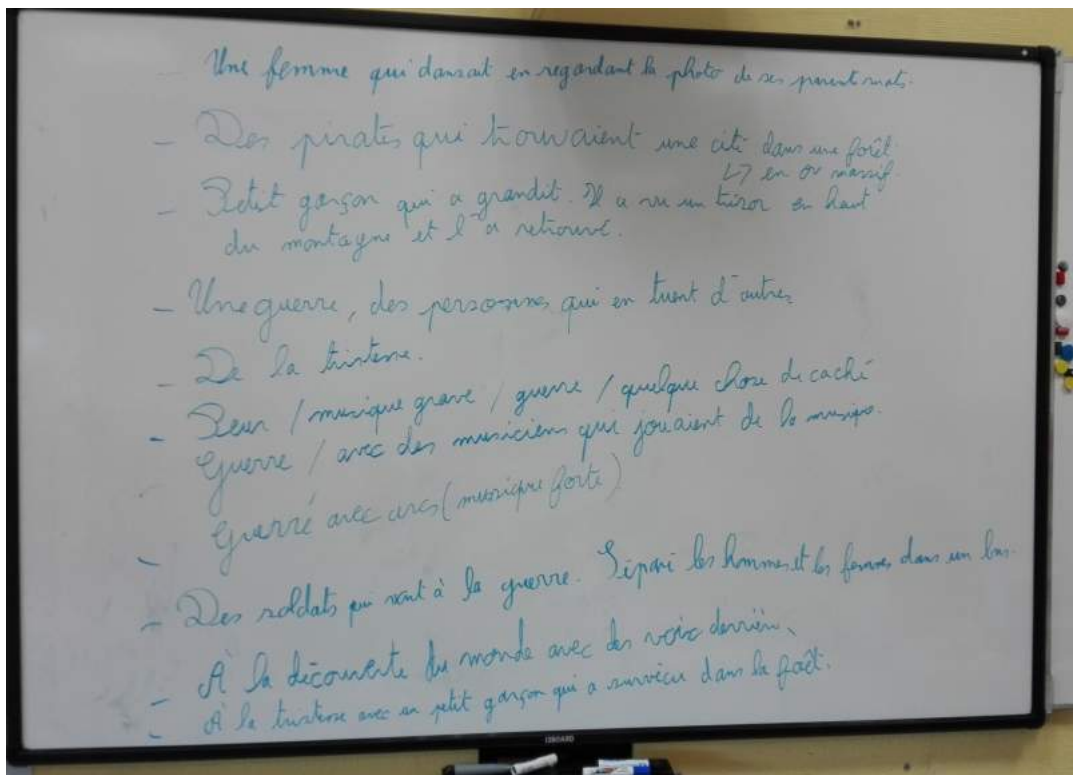 - Une femme qui dansait en regardant la photo de ses parent morts.
- Des pirates qui trouvaient une cité dans une forêt.
↳ en or massif.
- Petit garçon qui a grandit. Il a vu un trésor en haut
du montagne et l'a retrouvé.
- Une guerre, des personnes qui en tuent d'autres
- De la tristesse.
- Peur / musique grave / guerre / quelque chose de caché
- Guerre / avec des musiciens qui jouaient de la musique.
- Guerre avec arcs (musique forte)
- Des soldats qui vont à la guerre. Séparé les hommes et les femmes dans un bus.
- À la découverte du monde avec des voix derrière.
- À la tristesse avec un petit garçon qui a survécu dans la forêt.